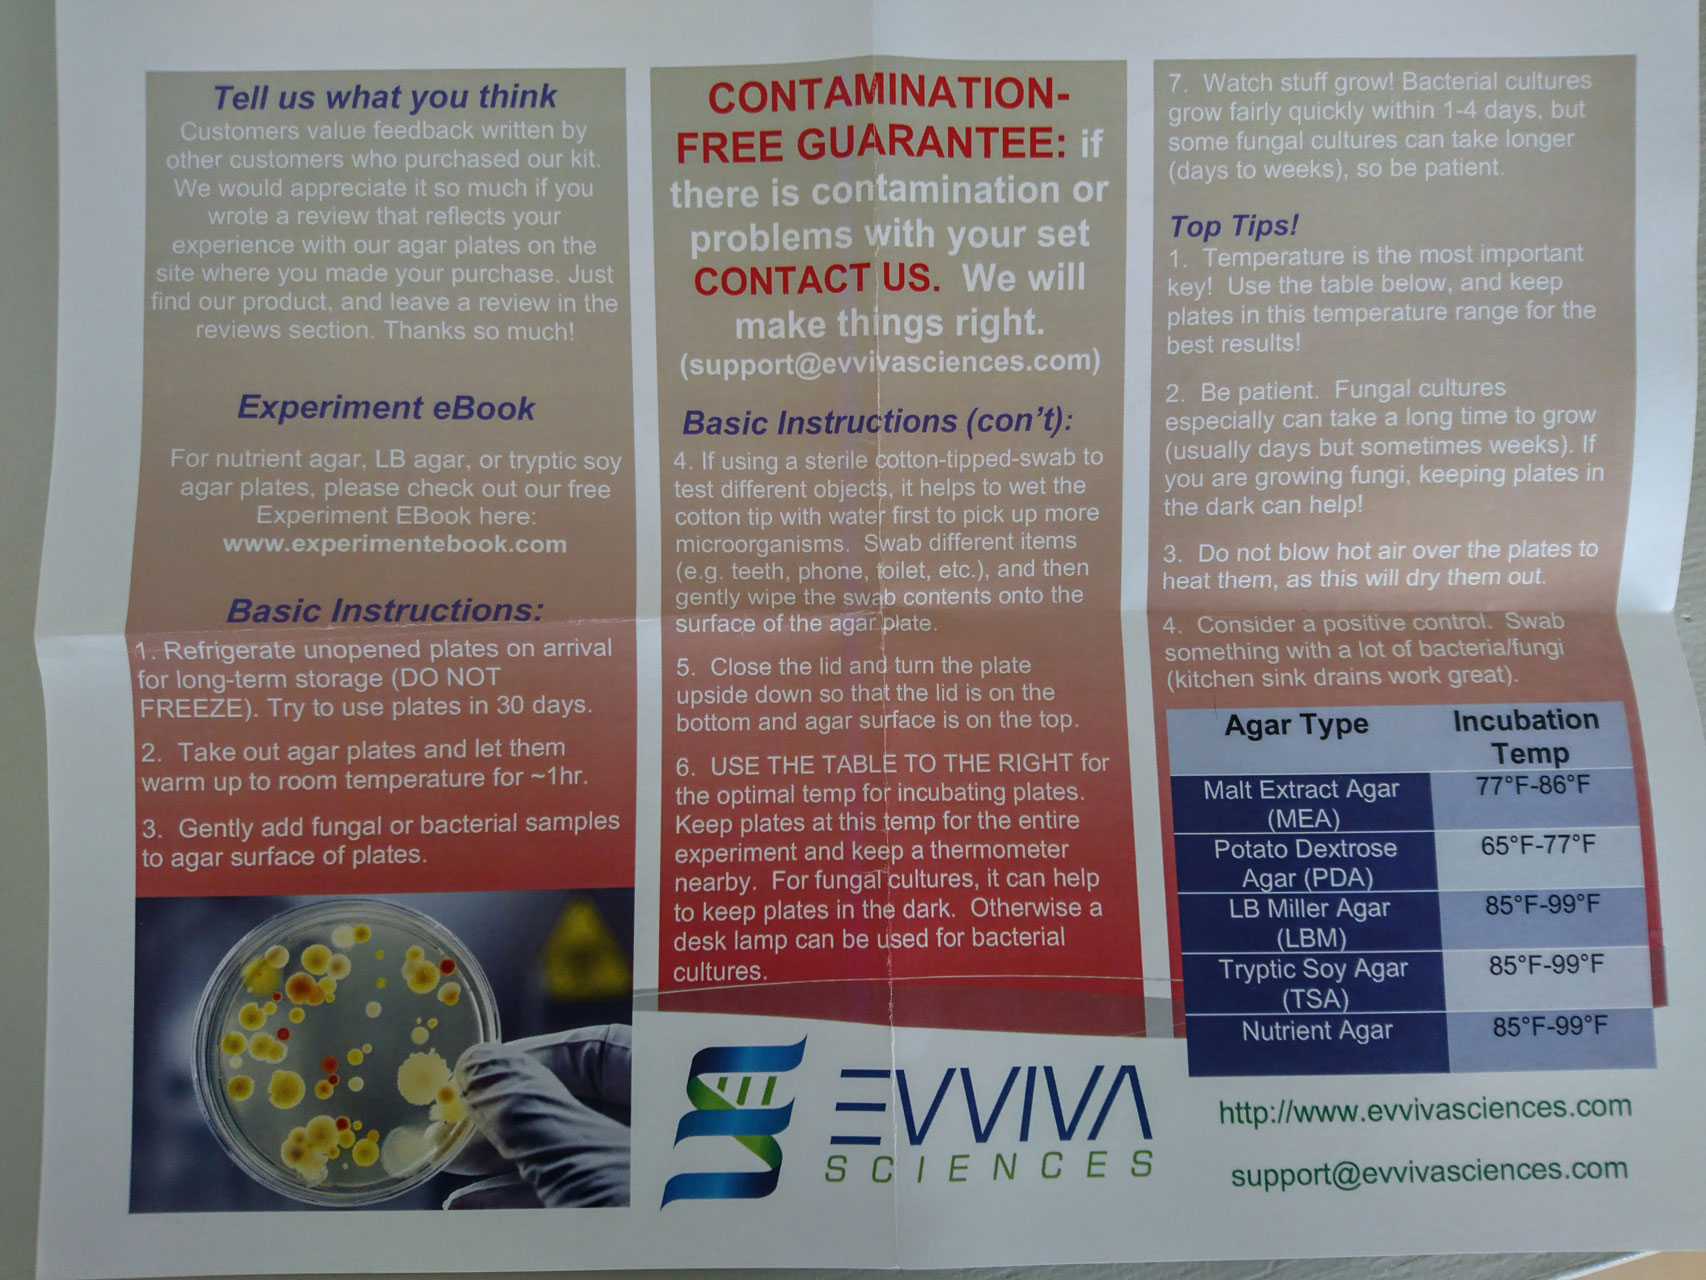 Tell us what you think
Customers value feedback written by
other customers who purchased our kit.
We would appreciate it so much if you
wrote a review that reflects your
experience with our agar plates on the
site where you made your purchase. Just
find our product, and leave a review in the
reviews section. Thanks so much!
Experiment eBook
For nutrient agar, LB agar, or tryptic soy
agar plates, please check out our free
Experiment EBook here:
www.experimentebook.com
Basic Instructions:
1. Refrigerate unopened plates on arrival
for long-term storage (DO NOT
FREEZE). Try to use plates in 30 days.
2. Take out agar plates and let them
warm up to room temperature for ~1hr.
3. Gently add fungal or bacterial samples
to agar surface of plates.
CONTAMINATION-
FREE GUARANTEE: if
there is contamination or
problems with your set
CONTACT US. We will
make things right.
(support@evvivasciences.com)
Basic Instructions (con't):
4. If using a sterile cotton-tipped-swab to
test different objects, it helps to wet the
cotton tip with water first to pick up more
microorganisms. Swab different items
(e.g. teeth, phone, toilet, etc.), and then
gently wipe the swab contents onto the
surface of the agar plate.
5. Close the lid and turn the plate
upside down so that the lid is on the
bottom and agar surface is on the top.
6. USE THE TABLE TO THE RIGHT for
the optimal temp for incubating plates.
Keep plates at this temp for the entire
experiment and keep a thermometer
nearby. For fungal cultures, it can help
to keep plates in the dark. Otherwise a
desk lamp can be used for bacterial
cultures.
EVVIVA
SCIENCES
7. Watch stuff grow! Bacterial cultures
grow fairly quickly within 1-4 days, but
some fungal cultures can take longer
(days to weeks), so be patient.
Top Tips!
1. Temperature is the most important
key! Use the table below, and keep
plates in this temperature range for the
best results!
2. Be patient. Fungal cultures
especially can take a long time to grow
(usually days but sometimes weeks). If
you are growing fungi, keeping plates in
the dark can help!
3. Do not blow hot air over the plates to
heat them, as this will dry them out.
4. Consider a positive control. Swab
something with a lot of bacteria/fungi
(kitchen sink drains work great).
Agar Type Incubation
Temp
Malt Extract Agar 77°F-86°F
(MEA)
Potato Dextrose 65°F-77°F
Agar (PDA)
LB Miller Agar 85°F-99°F
(LBM)
Tryptic Soy Agar 85°F-99°F
(TSA)
Nutrient Agar 85°F-99°F
http://www.evvivasciences.com
support@evvivasciences.com